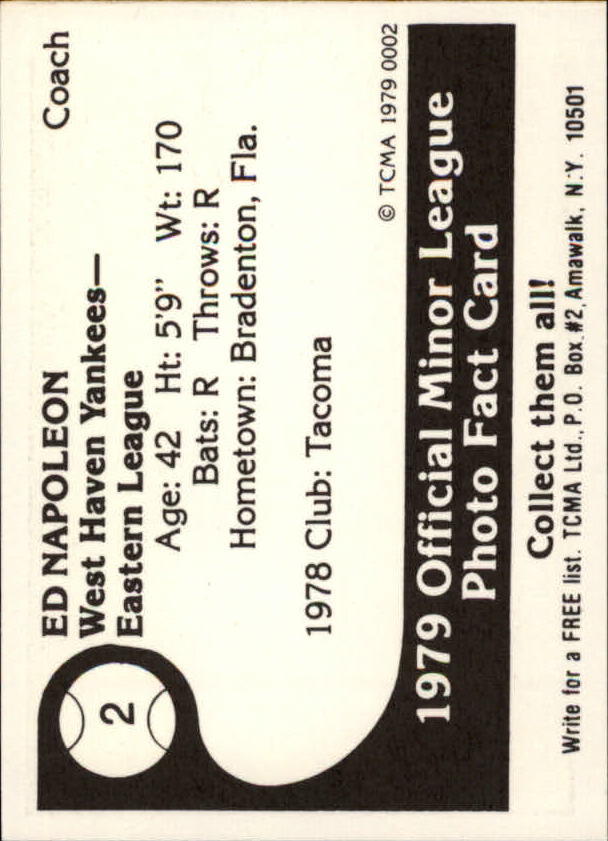 2
ED NAPOLEON Coach
West Haven Yankees—
Eastern League
Age: 42 Ht: 5'9" Wt: 170
Bats: R Throws: R
Hometown: Bradenton, Fla.
1978 Club: Tacoma
© TCMA 1979 0002
1979 Official Minor League
Photo Fact Card
Collect them all!
Write for a FREE list. TCMA Ltd., P.O. Box #2, Amawalk, N.Y. 10501